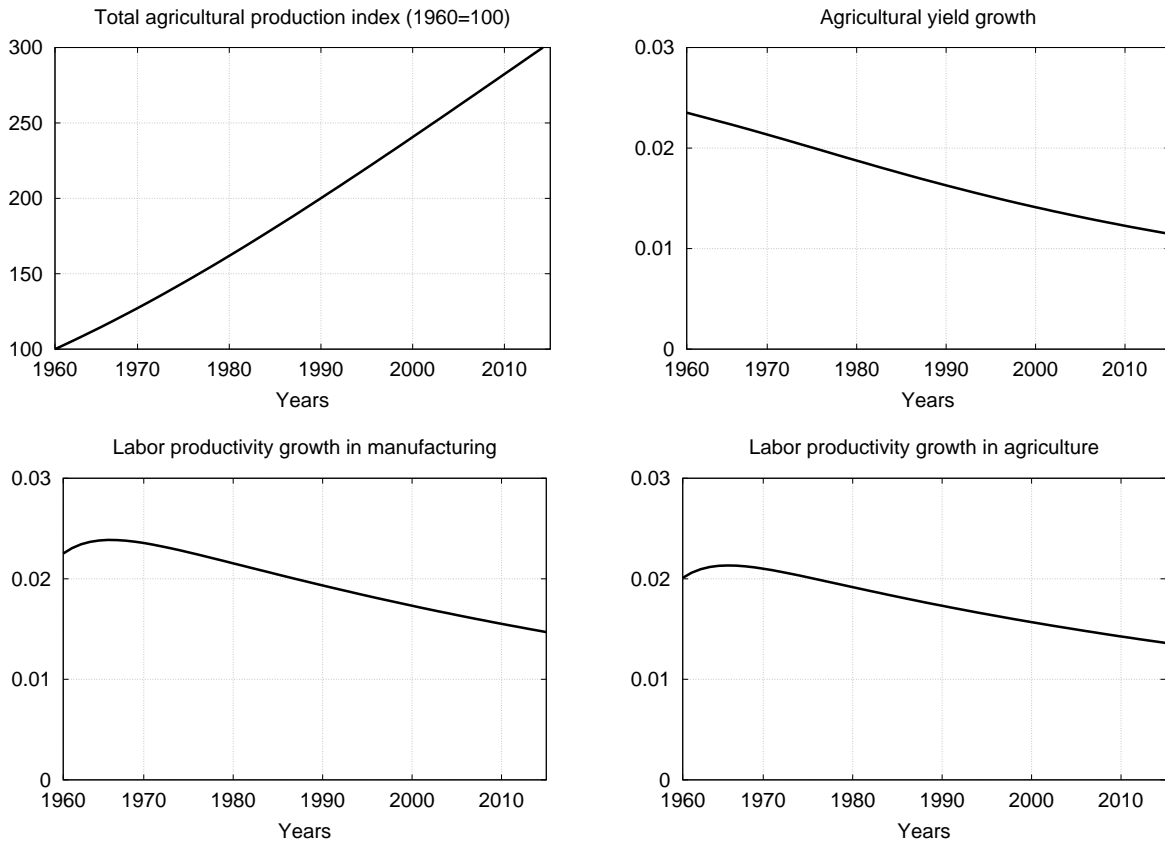 Total agricultural production index (1960=100)
300
250
200
150
100
1960 1970 1980 1990 2000 2010
Years
Agricultural yield growth
0.03
0.02
0.01
0
1960 1970 1980 1990 2000 2010
Years
Labor productivity growth in manufacturing
0.03
0.02
0.01
0
1960 1970 1980 1990 2000 2010
Years
Labor productivity growth in agriculture
0.03
0.02
0.01
0
1960 1970 1980 1990 2000 2010
Years